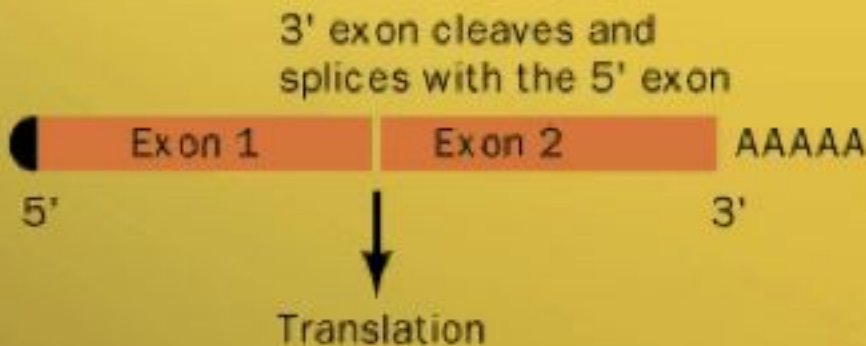 3' exon cleaves and
splices with the 5' exon
Exon 1 Exon 2 AAAAA
5' 3'
Translation